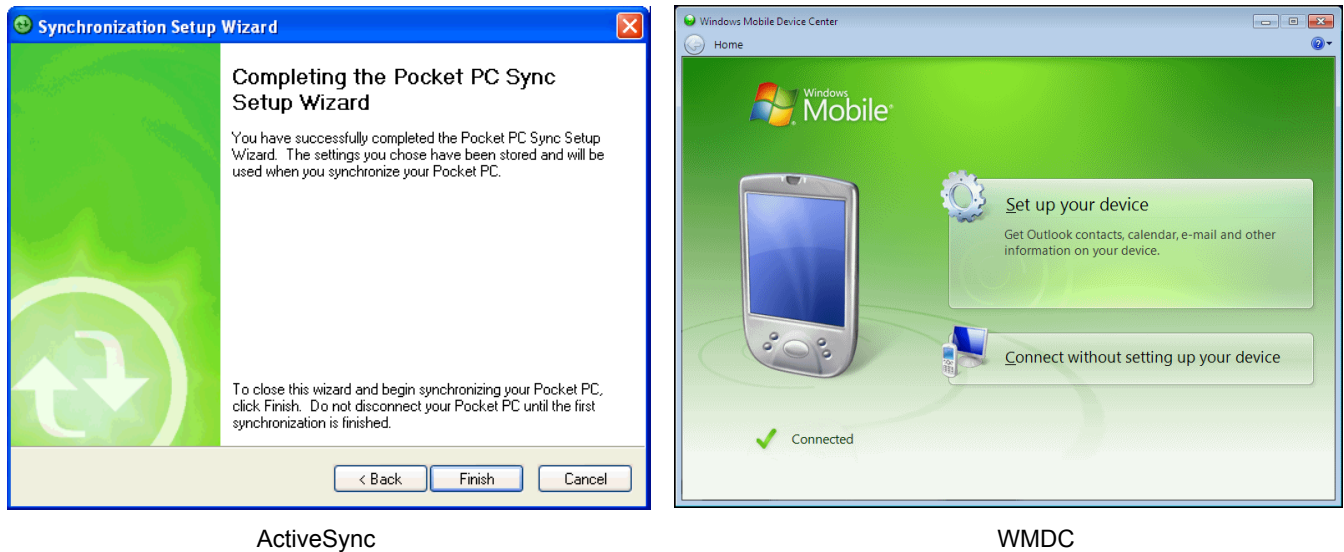 Synchronization Setup Wizard
Completing the Pocket PC Sync
Setup Wizard
You have successfully completed the Pocket PC Sync Setup
Wizard. The settings you chose have been stored and will be
used when you synchronize your Pocket PC.
To close this wizard and begin synchronizing your Pocket PC,
click Finish. Do not disconnect your Pocket PC until the first
synchronization is finished.
< Back
Finish
Cancel
ActiveSync
Windows Mobile Device Center
Home
Windows
Mobile®
Set up your device
Get Outlook contacts, calendar, e-mail and other
information on your device.
Connect without setting up your device
Connected
WMDC